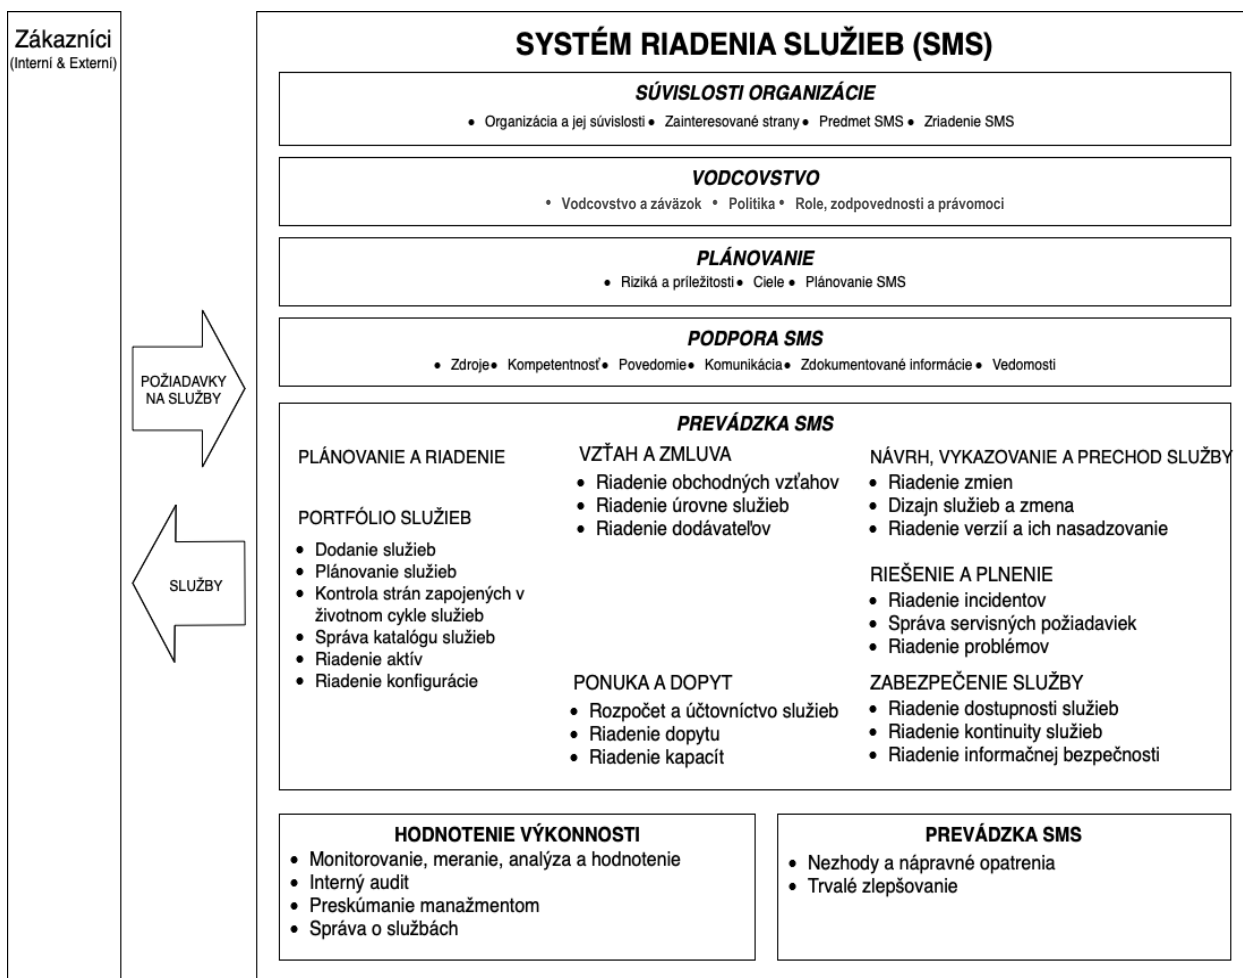 Zákazníci
(Interní & Externí)
SYSTÉM RIADENIA SLUŽIEB (SMS)
SÚVISLOSTI ORGANIZÁCIE
• Organizácia a jej súvislosti • Zainteresované strany • Predmet SMS • Zriadenie SMS
VODCOVSTVO
• Vodcovstvo a záväzok • Politika • Role, zodpovednosti a právomoci
PLÁNOVANIE
• Riziká a príležitosti • Ciele • Plánovanie SMS
PODPORA SMS
• Zdroje • Kompetentnosť • Povedomie • Komunikácia • Zdokumentované informácie • Vedomosti
POŽIADAVKY
NA SLUŽBY
SLUŽBY
PREVÁDZKA SMS
PLÁNOVANIE A RIADENIE
PORTFÓLIO SLUŽIEB
• Dodanie služieb
• Plánovanie služieb
• Kontrola strán zapojených v
životnom cykle služieb
• Správa katalógu služieb
• Riadenie aktív
• Riadenie konfigurácie
VZŤAH A ZMLUVA
• Riadenie obchodných vzťahov
• Riadenie úrovne služieb
• Riadenie dodávateľov
PONUKA A DOPYT
• Rozpočet a účtovníctvo služieb
• Riadenie dopytu
• Riadenie kapacít
NÁVRH, VYKAZOVANIE A PRECHOD SLUŽBY
• Riadenie zmien
• Dizajn služieb a zmena
• Riadenie verzií a ich nasadzovanie
RIEŠENIE A PLNENIE
• Riadenie incidentov
• Správa servisných požiadaviek
• Riadenie problémov
ZABEZPEČENIE SLUŽBY
• Riadenie dostupnosti služieb
• Riadenie kontinuity služieb
• Riadenie informačnej bezpečnosti
HODNOTENIE VÝKONNOSTI
• Monitorovanie, meranie, analýza a hodnotenie
• Interný audit
• Preskúmanie manažmentom
• Správa o službách
PREVÁDZKA SMS
• Nezhody a nápravné opatrenia
• Trvalé zlepšovanie